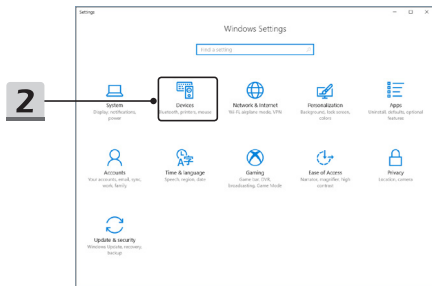 Settings
Windows Settings
Find a setting
2
System
Display, notifications,
power
Devices
Bluetooth, printers, mouse
Network & Internet
Wi-Fi, airplane mode, VPN
Personalization
Background, lock screen,
colors
Apps
Uninstall, defaults, optional
features
Accounts
Your accounts, email, sync,
work, family
Time & language
Speech, region, date
Gaming
Game bar, DVR,
broadcasting, Game Mode
Ease of Access
Narrator, magnifier, high
contrast
Privacy
Location, camera
Update & security
Windows Update, recovery,
backup